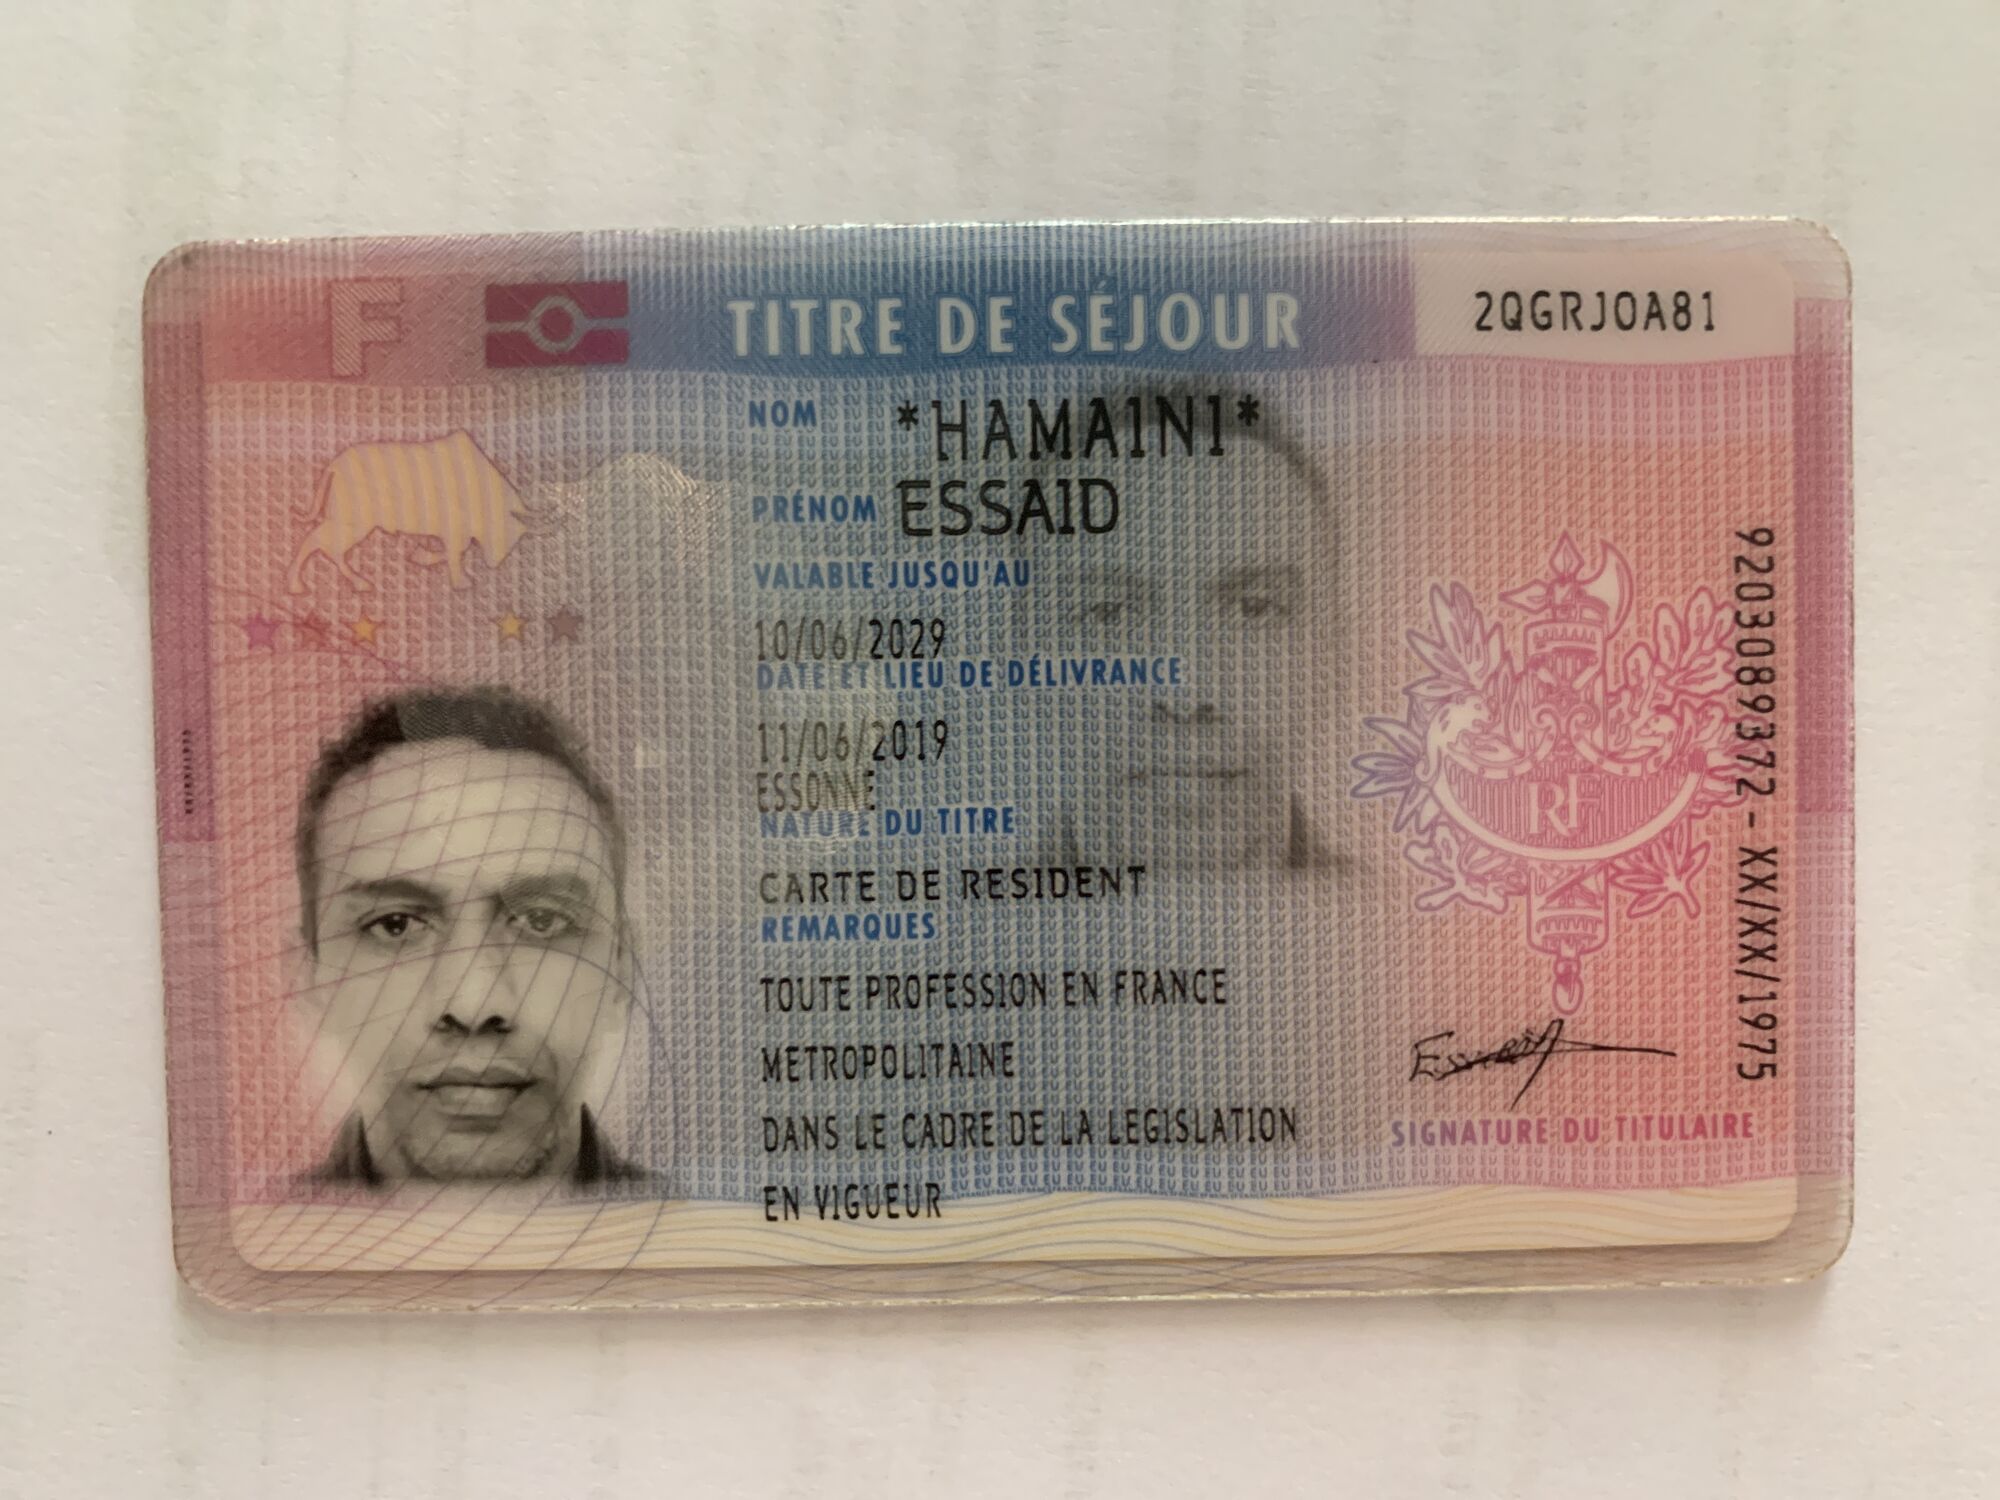 F
TITRE DE SÉJOUR
2QGRJOA81
NOM *HAMAINI*
PRÉNOM ESSAID
VALABLE JUSQU'AU
10/06/2029
DATE ET LIEU DE DÉLIVRANCE
11/06/2019
ESSONNE
NATURE DU TITRE
CARTE DE RESIDENT
REMARQUES
TOUTE PROFESSION EN FRANCE
METROPOLITAINE
DANS LE CADRE DE LA LEGISLATION
EN VIGUEUR
RF
SIGNATURE DU TITULAIRE
9203089372 - XX/XX/1975